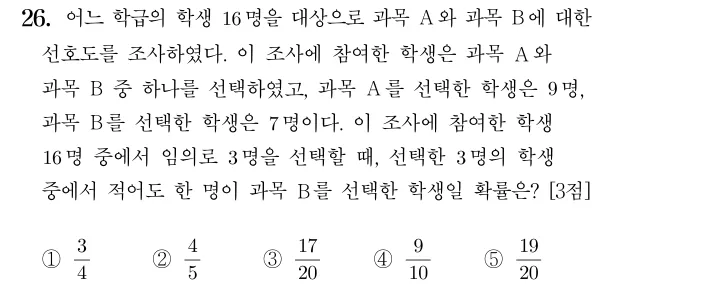 26. 어느 학급의 학생 16명을 대상으로 과목 A와 과목 B에 대한
선호도를 조사하였다. 이 조사에 참여한 학생은 과목 A와
과목 B 중 하나를 선택하였고, 과목 A를 선택한 학생은 9명,
과목 B를 선택한 학생은 7명이다. 이 조사에 참여한 학생
16명 중에서 임의로 3명을 선택할 때, 선택한 3명의 학생
중에서 적어도 한 명이 과목 B를 선택한 학생일 확률은? [3점]
① 3/4 ② 4/5 ③ 17/20 ④ 9/10 ⑤ 19/20